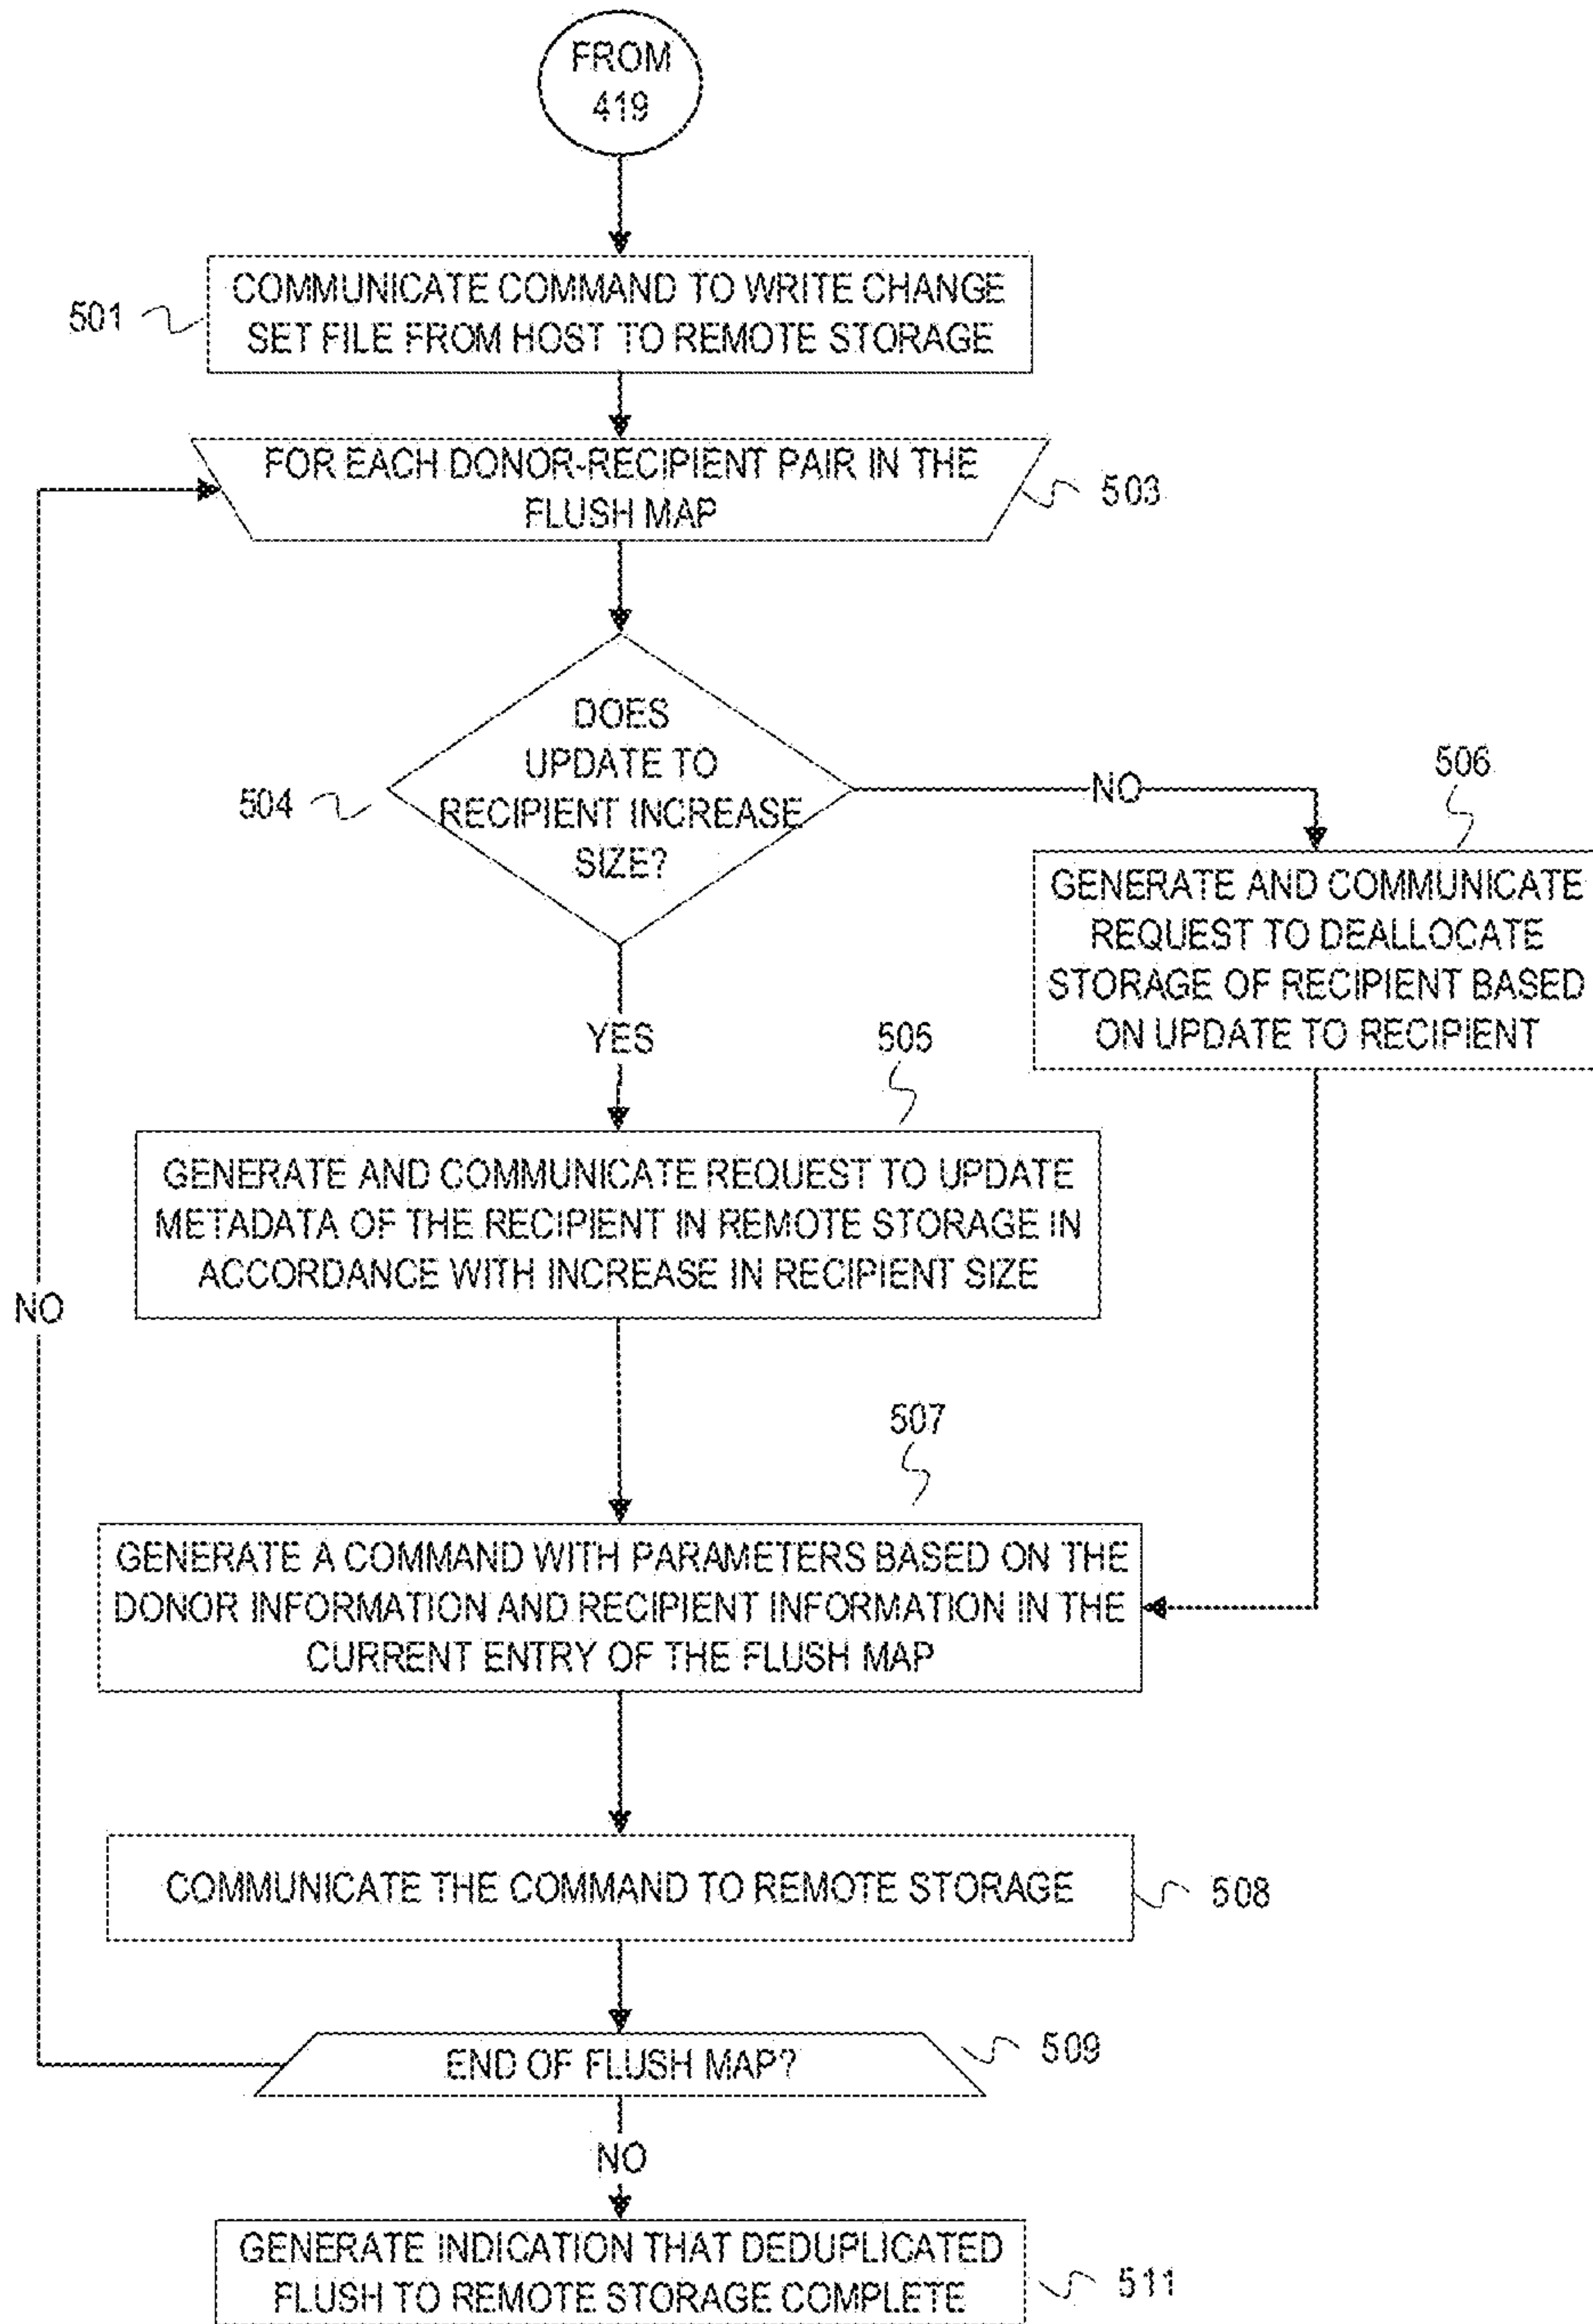 FROM
419
501
COMMUNICATE COMMAND TO WRITE CHANGE
SET FILE FROM HOST TO REMOTE STORAGE
FOR EACH DONOR-RECIPIENT PAIR IN THE
FLUSH MAP
503
504
DOES
UPDATE TO
RECIPIENT INCREASE
SIZE?
NO
506
GENERATE AND COMMUNICATE
REQUEST TO DEALLOCATE
STORAGE OF RECIPIENT BASED
ON UPDATE TO RECIPIENT
YES
505
GENERATE AND COMMUNICATE REQUEST TO UPDATE
METADATA OF THE RECIPIENT IN REMOTE STORAGE IN
ACCORDANCE WITH INCREASE IN RECIPIENT SIZE
NO
507
GENERATE A COMMAND WITH PARAMETERS BASED ON THE
DONOR INFORMATION AND RECIPIENT INFORMATION IN THE
CURRENT ENTRY OF THE FLUSH MAP
COMMUNICATE THE COMMAND TO REMOTE STORAGE
508
END OF FLUSH MAP?
509
NO
GENERATE INDICATION THAT DEDUPLICATED
FLUSH TO REMOTE STORAGE COMPLETE
511